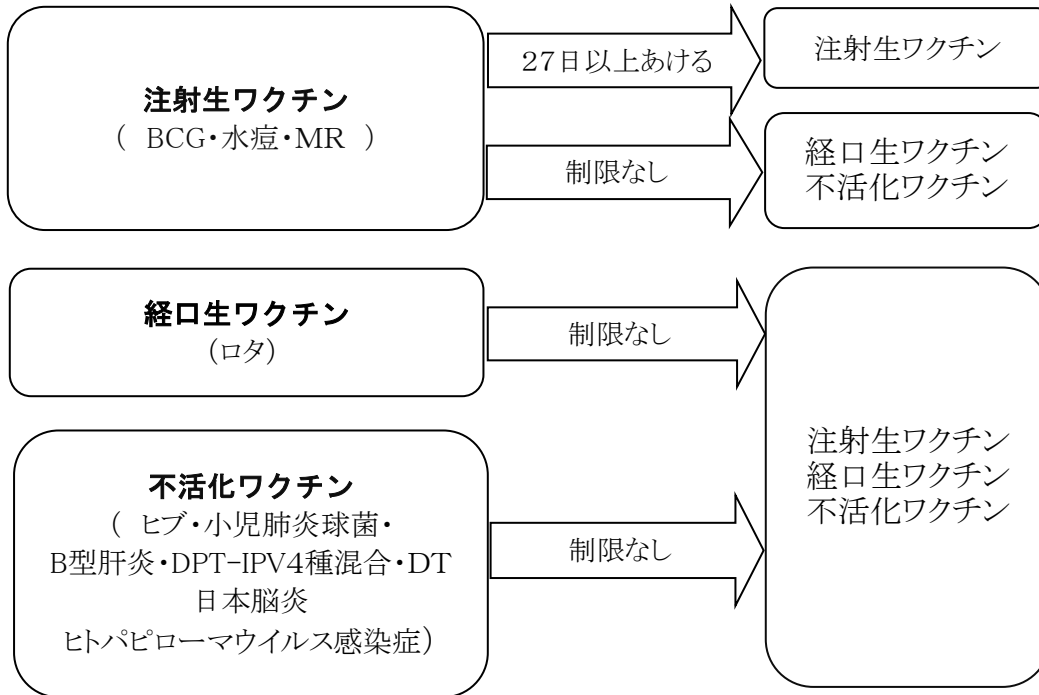 注射生ワクチン
（ BCG・水痘・MR ）
27日以上あける
注射生ワクチン
制限なし
経口生ワクチン
不活化ワクチン
経口生ワクチン
（ロタ）
制限なし
不活化ワクチン
（ ヒブ・小児肺炎球菌・
B型肝炎・DPT-IPV4種混合・DT
日本脳炎
ヒトパピローマウイルス感染症）
制限なし
注射生ワクチン
経口生ワクチン
不活化ワクチン